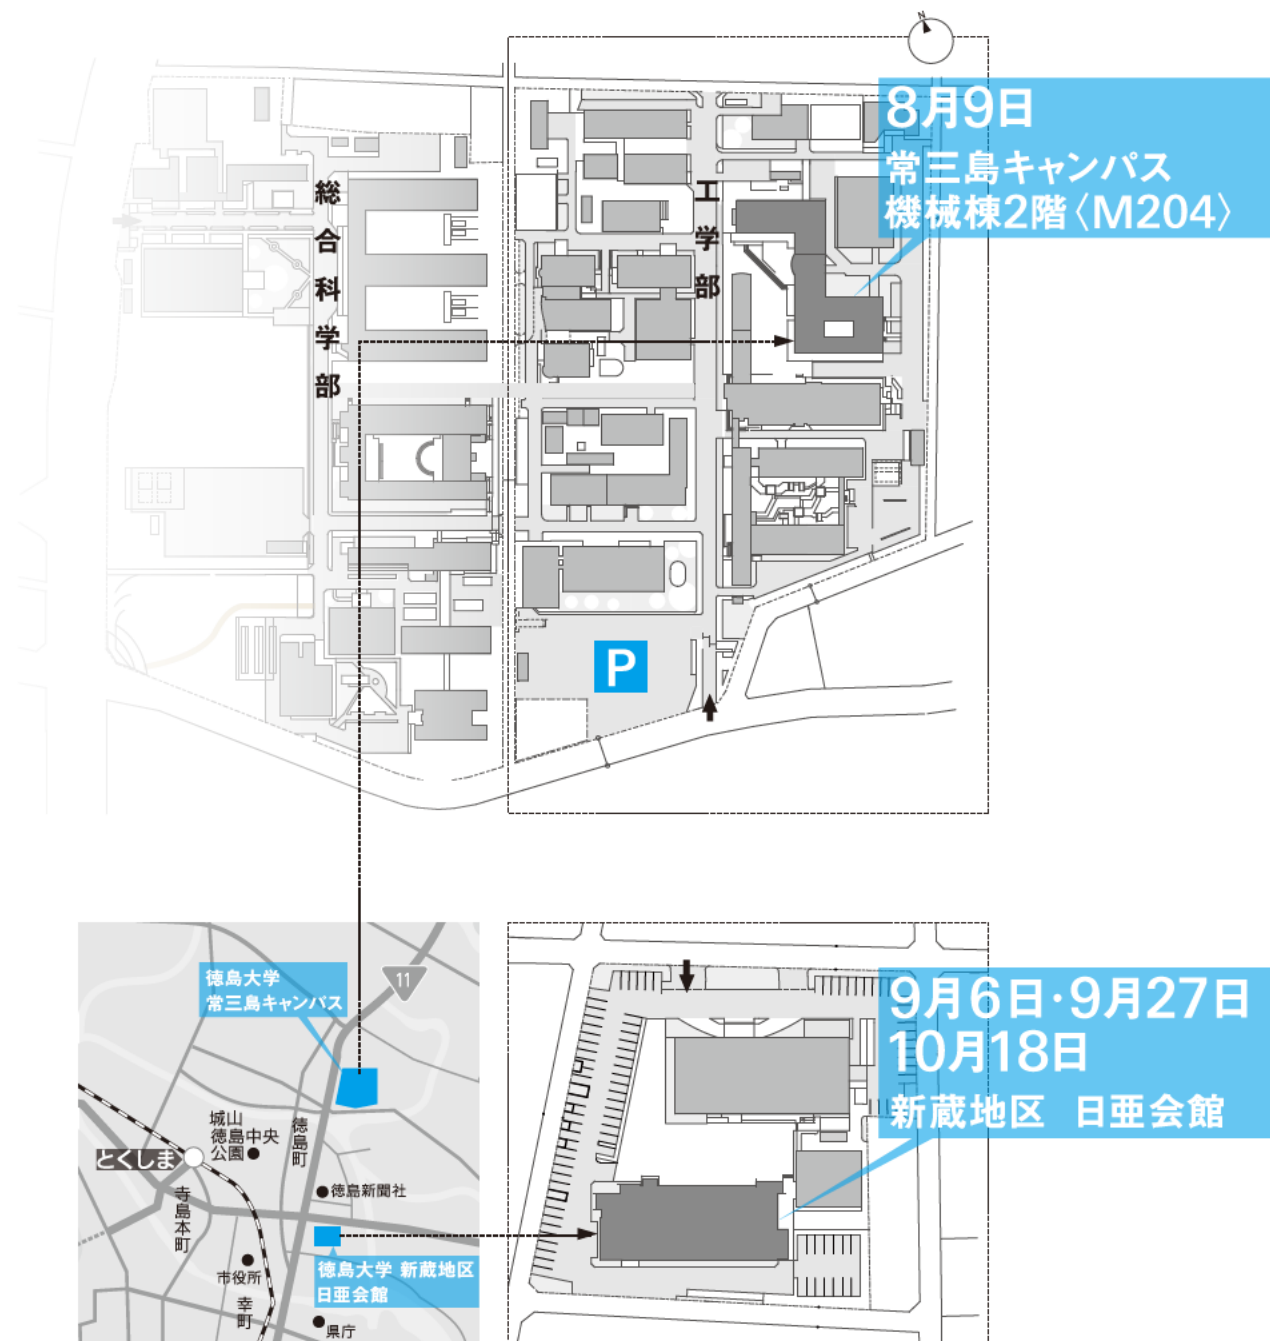 N
8月9日
常三島キャンパス
機械棟2階〈M204〉
総合科学部
工学部
P
徳島大学
常三島キャンパス
11
城山
徳島中央
公園
徳島町
とくしま
徳島新聞社
寺島本町
徳島大学 新蔵地区
日亜会館
市役所
幸町
県庁
9月6日・9月27日
10月18日
新蔵地区 日亜会館